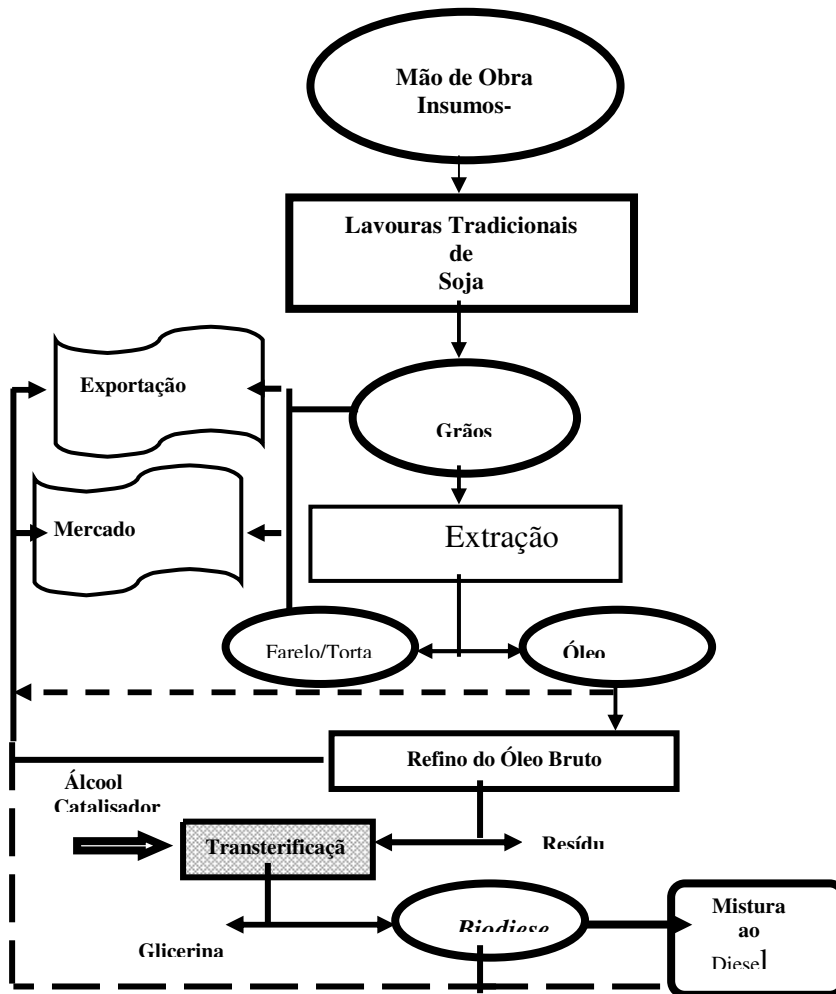 Mão de Obra
Insumos-
Lavouras Tradicionais
de
Soja
Exportação
Grãos
Mercado
Extração
Farelo/Torta
Óleo
Refino do Óleo Bruto
Álcool
Catalisador
Transterificaçã
Resídu
Glicerina
Biodiese
Mistura
ao
Diesel